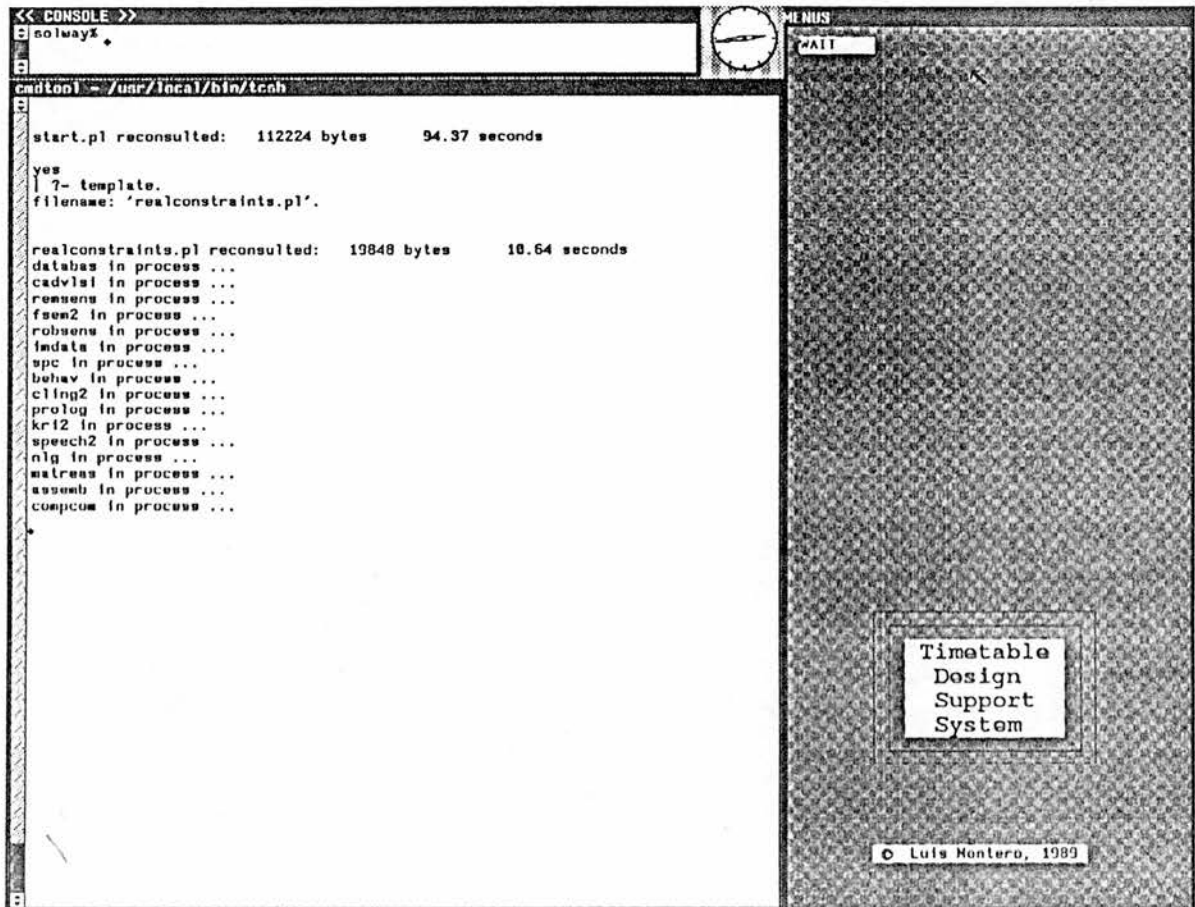 << CONSOLE >>
solway%
cmdtool - /usr/local/bin/tcsh
start.pl reconsulted: 112224 bytes 94.37 seconds
yes
| ?- template.
filename: 'realconstraints.pl'.
realconstraints.pl reconsulted: 19848 bytes 10.64 seconds
databas in process ...
cadvlsi in process ...
remsens in process ...
fsem2 in process ...
robsens in process ...
imdata in process ...
spc in process ...
behav in process ...
cling2 in process ...
prolog in process ...
kri2 in process ...
speech2 in process ...
nlg in process ...
matreas in process ...
assemb in process ...
compcom in process ...
MENUS
WAIT
Timetable
Design
Support
System
© Luis Montero, 1989